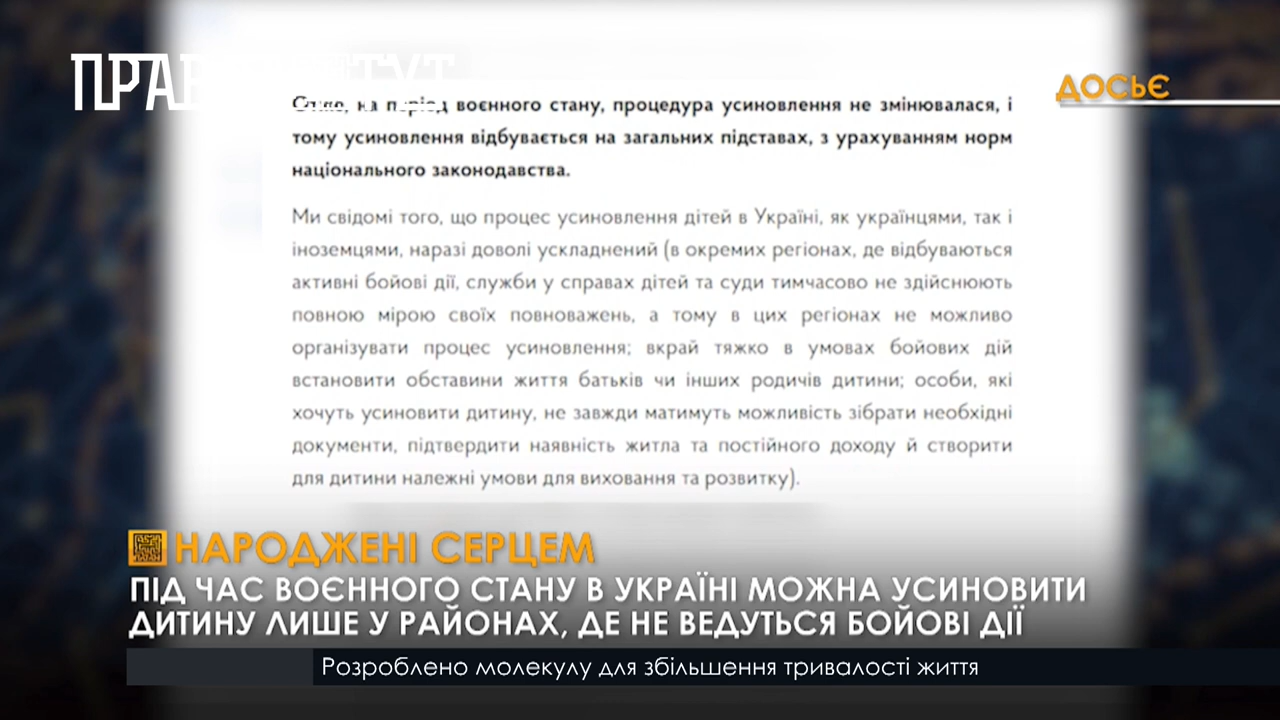 ДОСЬЄ
Отже, на період воєнного стану, процедура усиновлення не змінювалася, і
тому усиновлення відбувається на загальних підставах, з урахуванням норм
національного законодавства.
Ми свідомі того, що процес усиновлення дітей в Україні, як українцями, так і
іноземцями, наразі доволі ускладнений (в окремих регіонах, де відбуваються
активні бойові дії, служби у справах дітей та суди тимчасово не здійснюють
повною мірою своїх повноважень, а тому в цих регіонах не можливо
організувати процес усиновлення; вкрай тяжко в умовах бойових дій
встановити обставини життя батьків чи інших родичів дитини; особи, які
хочуть усиновити дитину, не завжди матимуть можливість зібрати необхідні
документи, підтвердити наявність житла та постійного доходу й створити
для дитини належні умови для виховання та розвитку).
НАРОДЖЕНІ СЕРЦЕМ
ПІД ЧАС ВОЄННОГО СТАНУ В УКРАЇНІ МОЖНА УСИНОВИТИ
ДИТИНУ ЛИШЕ У РАЙОНАХ, ДЕ НЕ ВЕДУТЬСЯ БОЙОВІ ДІЇ
Розроблено молекулу для збільшення тривалості життя